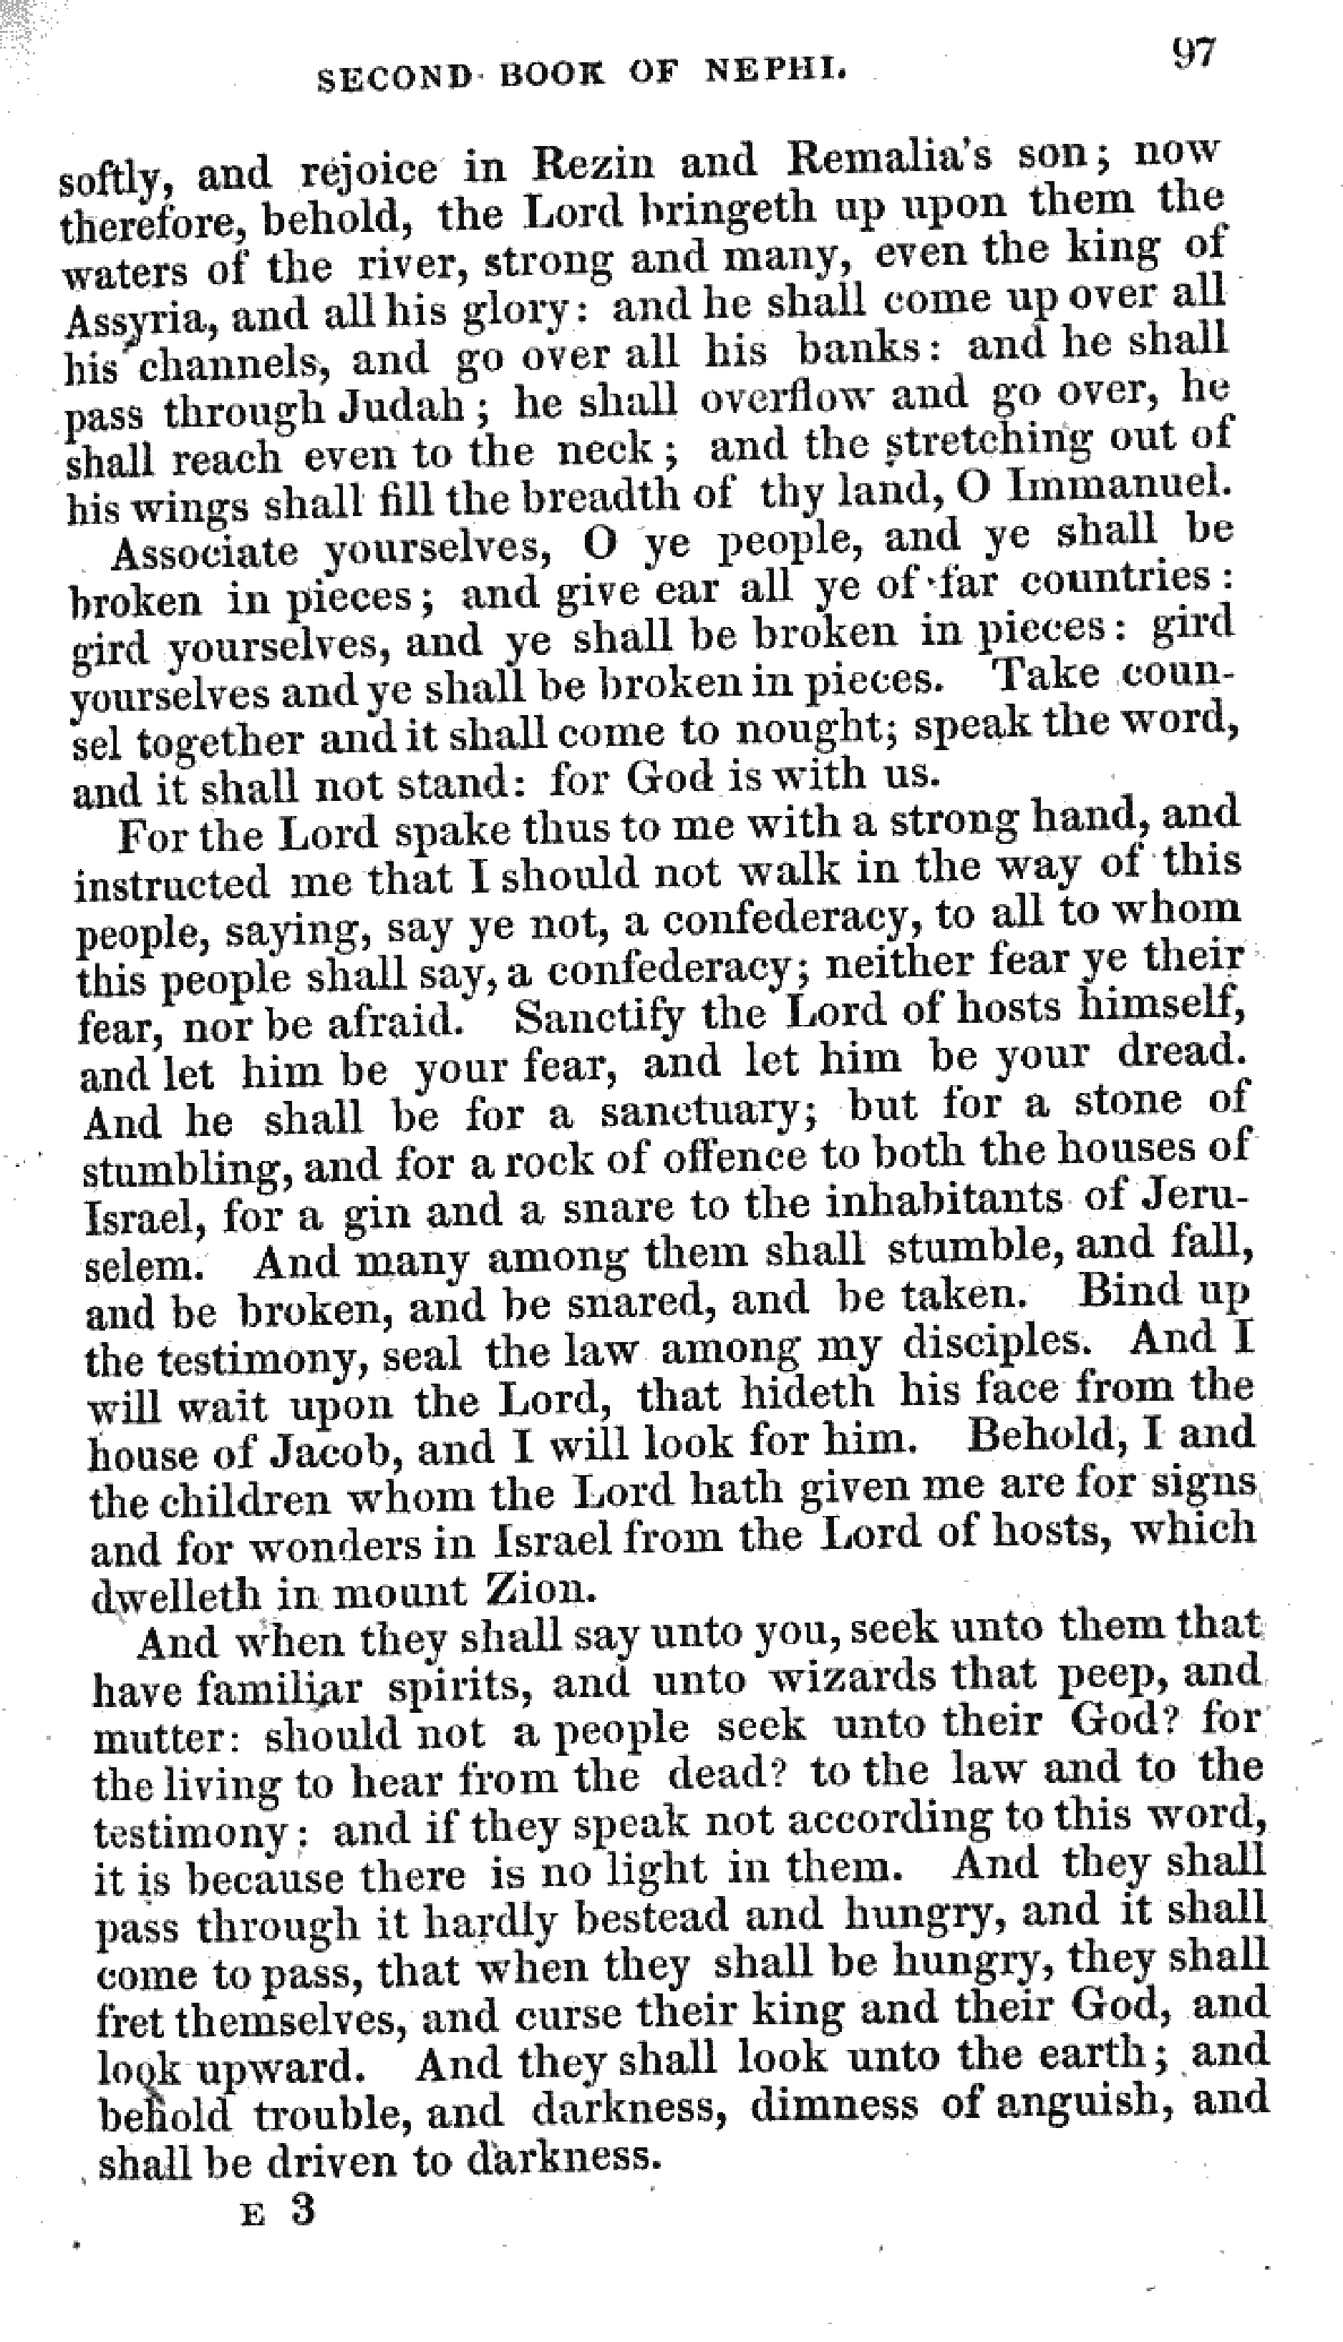 SECOND BOOK OF NEPHI. 97
softly, and rejoice in Rezin and Remalia's son; now
therefore, behold, the Lord bringeth up upon them the
waters of the river, strong and many, even the king of
Assyria, and all his glory: and he shall come up over all
his channels, and go over all his banks: and he shall
pass through Judah; he shall overflow and go over, he
shall reach even to the neck; and the stretching out of
his wings shall fill the breadth of thy land, O Immanuel.
Associate yourselves, O ye people, and ye shall be
broken in pieces; and give ear all ye of far countries:
gird yourselves, and ye shall be broken in pieces: gird
yourselves and ye shall be broken in pieces. Take coun-
sel together and it shall come to nought; speak the word,
and it shall not stand: for God is with us.
For the Lord spake thus to me with a strong hand, and
instructed me that I should not walk in the way of this
people, saying, say ye not, a confederacy, to all to whom
this people shall say, a confederacy; neither fear ye their
fear, nor be afraid. Sanctify the Lord of hosts himself,
and let him be your fear, and let him be your dread.
And he shall be for a sanctuary; but for a stone of
stumbling, and for a rock of offence to both the houses of
Israel, for a gin and a snare to the inhabitants of Jeru-
selem. And many among them shall stumble, and fall,
and be broken, and be snared, and be taken. Bind up
the testimony, seal the law among my disciples. And I
will wait upon the Lord, that hideth his face from the
house of Jacob, and I will look for him. Behold, I and
the children whom the Lord hath given me are for signs
and for wonders in Israel from the Lord of hosts, which
dwelleth in mount Zion.
And when they shall say unto you, seek unto them that
have familiar spirits, and unto wizards that peep, and
mutter: should not a people seek unto their God? for
the living to hear from the dead? to the law and to the
testimony; and if they speak not according to this word,
it is because there is no light in them. And they shall
pass through it hardly bestead and hungry, and it shall
come to pass, that when they shall be hungry, they shall
fret themselves, and curse their king and their God, and
look upward. And they shall look unto the earth; and
behold trouble, and darkness, dimness of anguish, and
shall be driven to darkness.
E 3